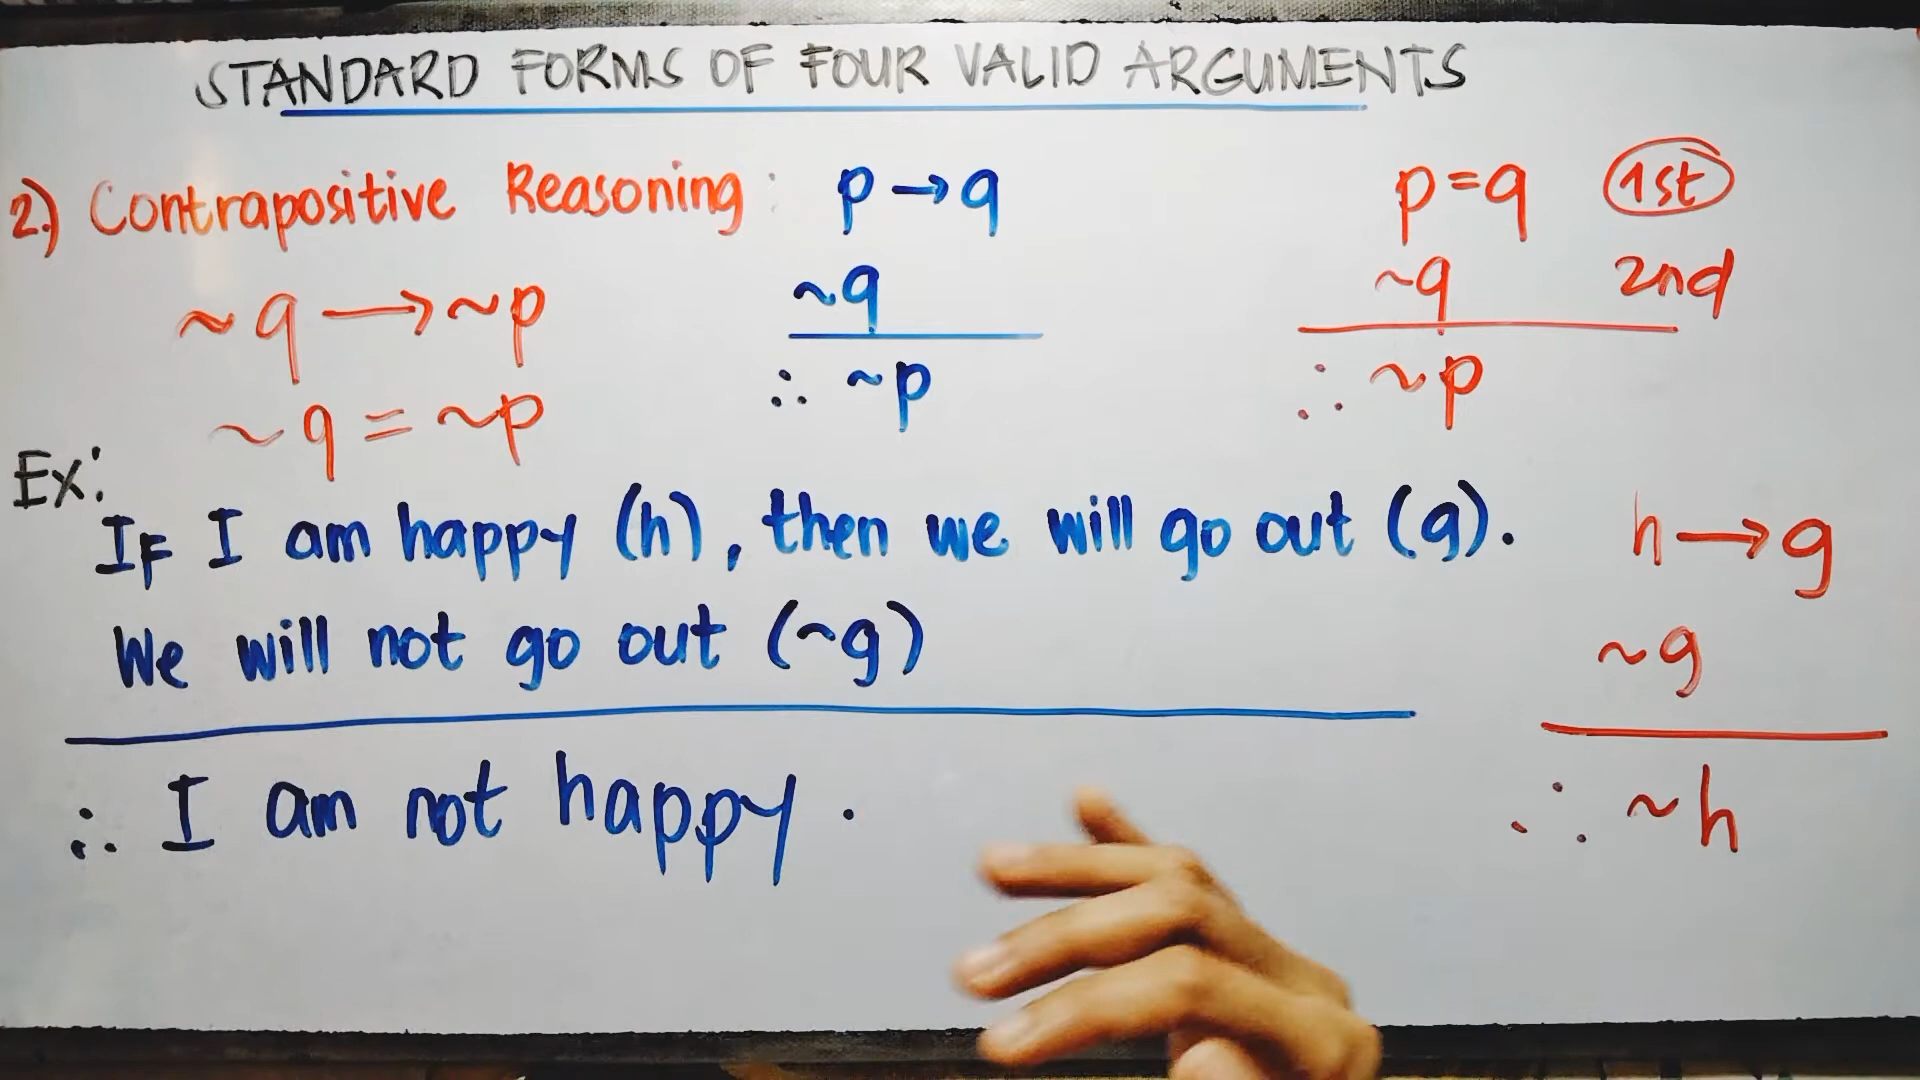 STANDARD FORMS OF FOUR VALID ARGUMENTS
2.) Contrapositive Reasoning:
~q → ~p
~q = ~p
p → q
~q
∴ ~p
p = q 1st
~q 2nd
∴ ~p
Ex:
If I am happy (h), then we will go out (g).
We will not go out (~g)
∴ I am not happy.
h → g
~g
∴ ~h